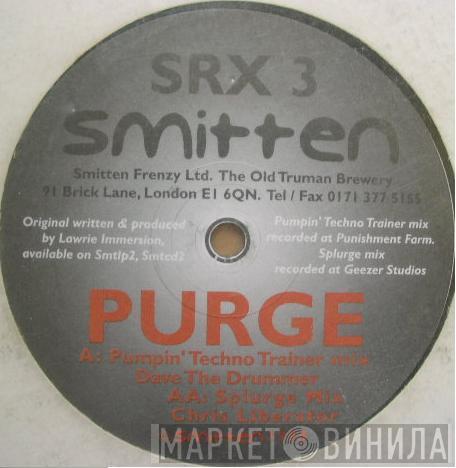 SRX 3
smitten
Smitten Frenzy Ltd. The Old Truman Brewery
91 Brick Lane, London E1 6QN. Tel / Fax 0171 377 5155
Original written & produced
by Lawrie Immersion,
available on Smtlp2, Smtcd2
Pumpin' Techno Trainer mix
recorded at Punishment Farm.
Splurge mix
recorded at Geezer Studios
PURGE
A: Pumpin' Techno Trainer mix
Dave The Drummer
AA: Splurge Mix
Chris Liberator
МАРКЕТ ВИНИЛА